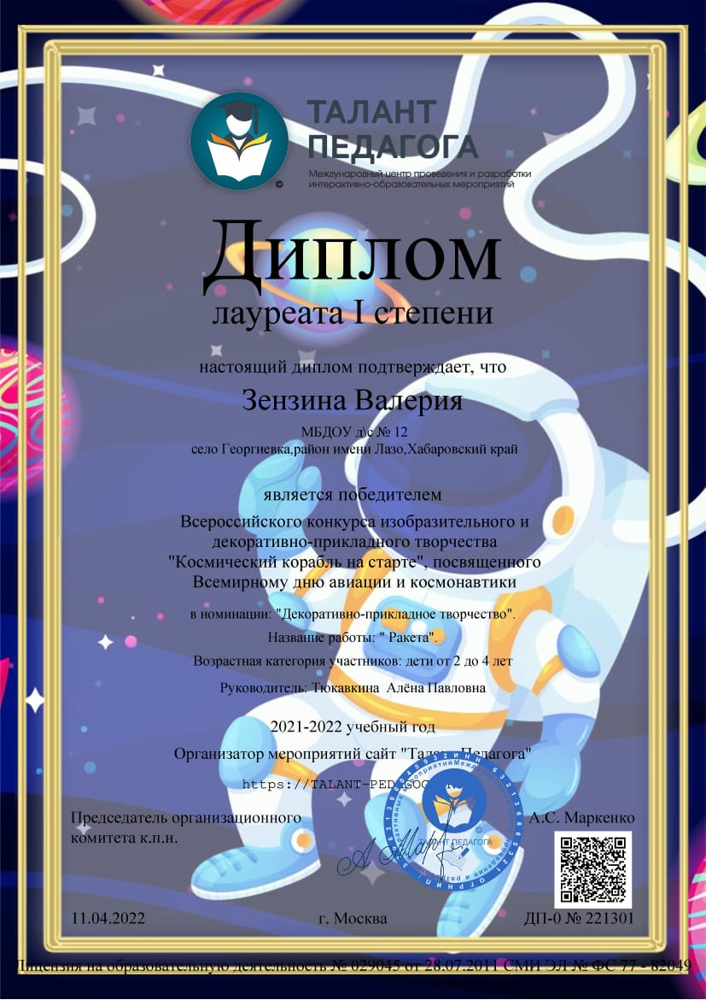 ТАЛАНТ
ПЕДАГОГА
Международный центр проведения и разработки
интерактивно-образовательных мероприятий
©
Диплом
лауреата I степени
настоящий диплом подтверждает, что
Зензина Валерия
МБДОУ д\с № 12
село Георгиевка,район имени Лазо,Хабаровский край
является победителем
Всероссийского конкурса изобразительного и
декоративно-прикладного творчества
"Космический корабль на старте", посвященного
Всемирному дню авиации и космонавтики
в номинации: "Декоративно-прикладное творчество".
Название работы: " Ракета".
Возрастная категория участников: дети от 2 до 4 лет
Руководитель: Тюкавкина Алёна Павловна
2021-2022 учебный год
Организатор мероприятий сайт "Талант Педагога"
https://TALANT-PEDAGOGA.RU
Председатель организационного
комитета к.п.н.
А.С. Маркенко
ТАЛАНТ ПЕДАГОГА
11.04.2022
г. Москва
ДП-0 № 221301
Лицензия на образовательную деятельность № 029045 от 28.07.2011 СМИ ЭЛ № ФС 77 - 82049